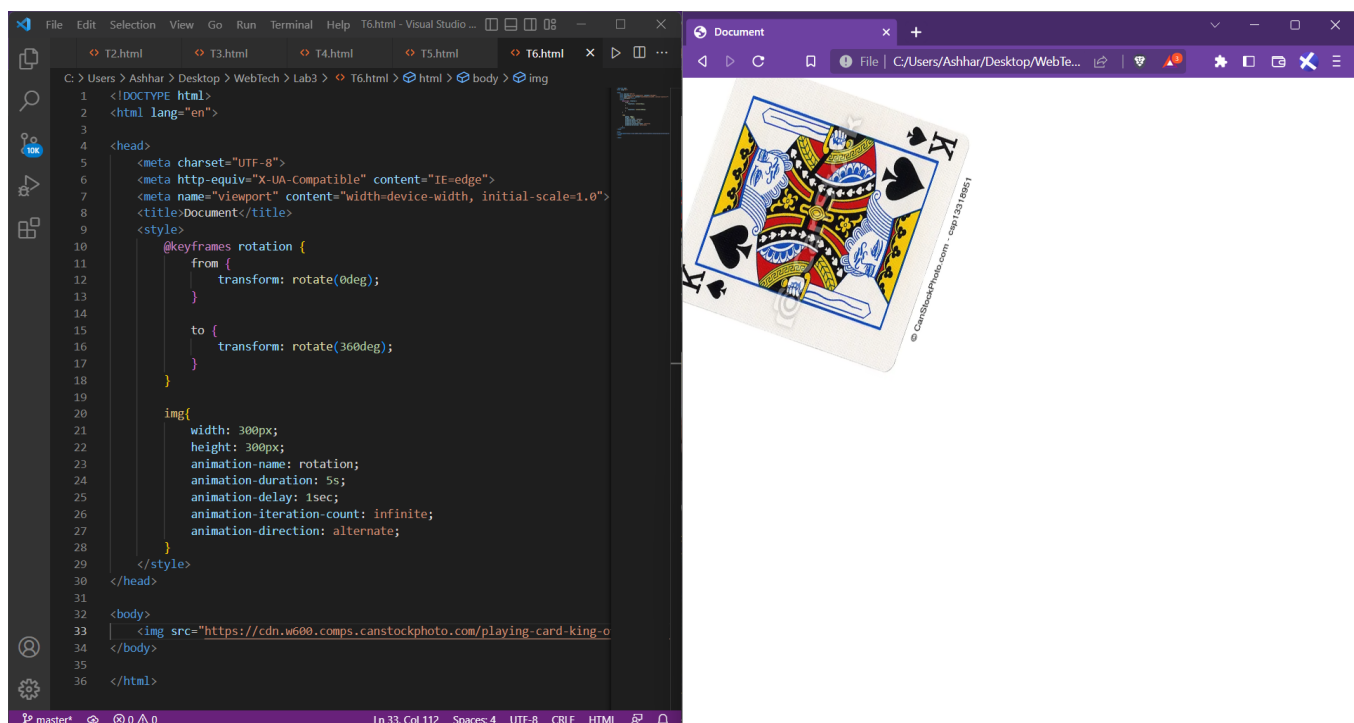 File Edit Selection View Go Run Terminal Help T6.html - Visual Studio ...
T2.html T3.html T4.html T5.html T6.html
C: > Users > Ashhar > Desktop > WebTech > Lab3 > T6.html > html > body > img
10K
1 <!DOCTYPE html>
2 <html lang="en">
3
4 <head>
5 <meta charset="UTF-8">
6 <meta http-equiv="X-UA-Compatible" content="IE=edge">
7 <meta name="viewport" content="width=device-width, initial-scale=1.0">
8 <title>Document</title>
9 <style>
10 @keyframes rotation {
11 from {
12 transform: rotate(0deg);
13 }
14
15 to {
16 transform: rotate(360deg);
17 }
18 }
19
20 img{
21 width: 300px;
22 height: 300px;
23 animation-name: rotation;
24 animation-duration: 5s;
25 animation-delay: 1sec;
26 animation-iteration-count: infinite;
27 animation-direction: alternate;
28 }
29 </style>
30 </head>
31
32 <body>
33 <img src="https://cdn.w600.comps.canstockphoto.com/playing-card-king-o
34 </body>
35
36 </html>
master* 0 0 Ln 33, Col 112 Spaces: 4 UTF-8 CRLF HTML
Document
File | C:/Users/Ashhar/Desktop/WebTe... 3
K
K
© CanStockPhoto.com - csp13318951